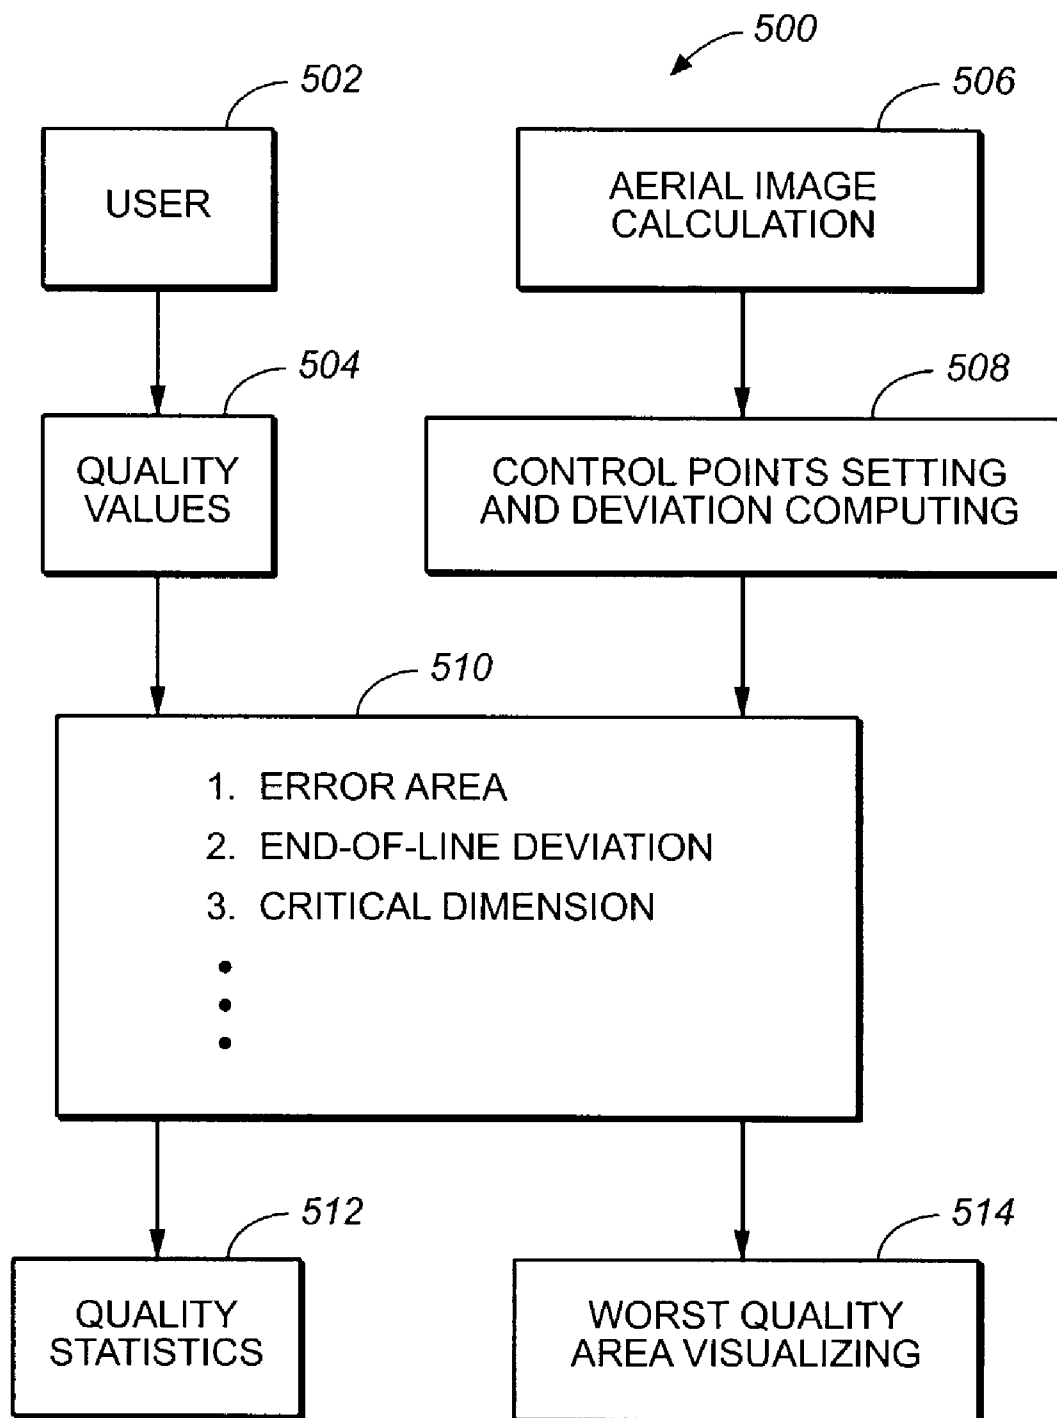 500
502
506
USER
AERIAL IMAGE
CALCULATION
504
508
QUALITY
VALUES
CONTROL POINTS SETTING
AND DEVIATION COMPUTING
510
1. ERROR AREA
2. END-OF-LINE DEVIATION
3. CRITICAL DIMENSION
512
514
QUALITY
STATISTICS
WORST QUALITY
AREA VISUALIZING